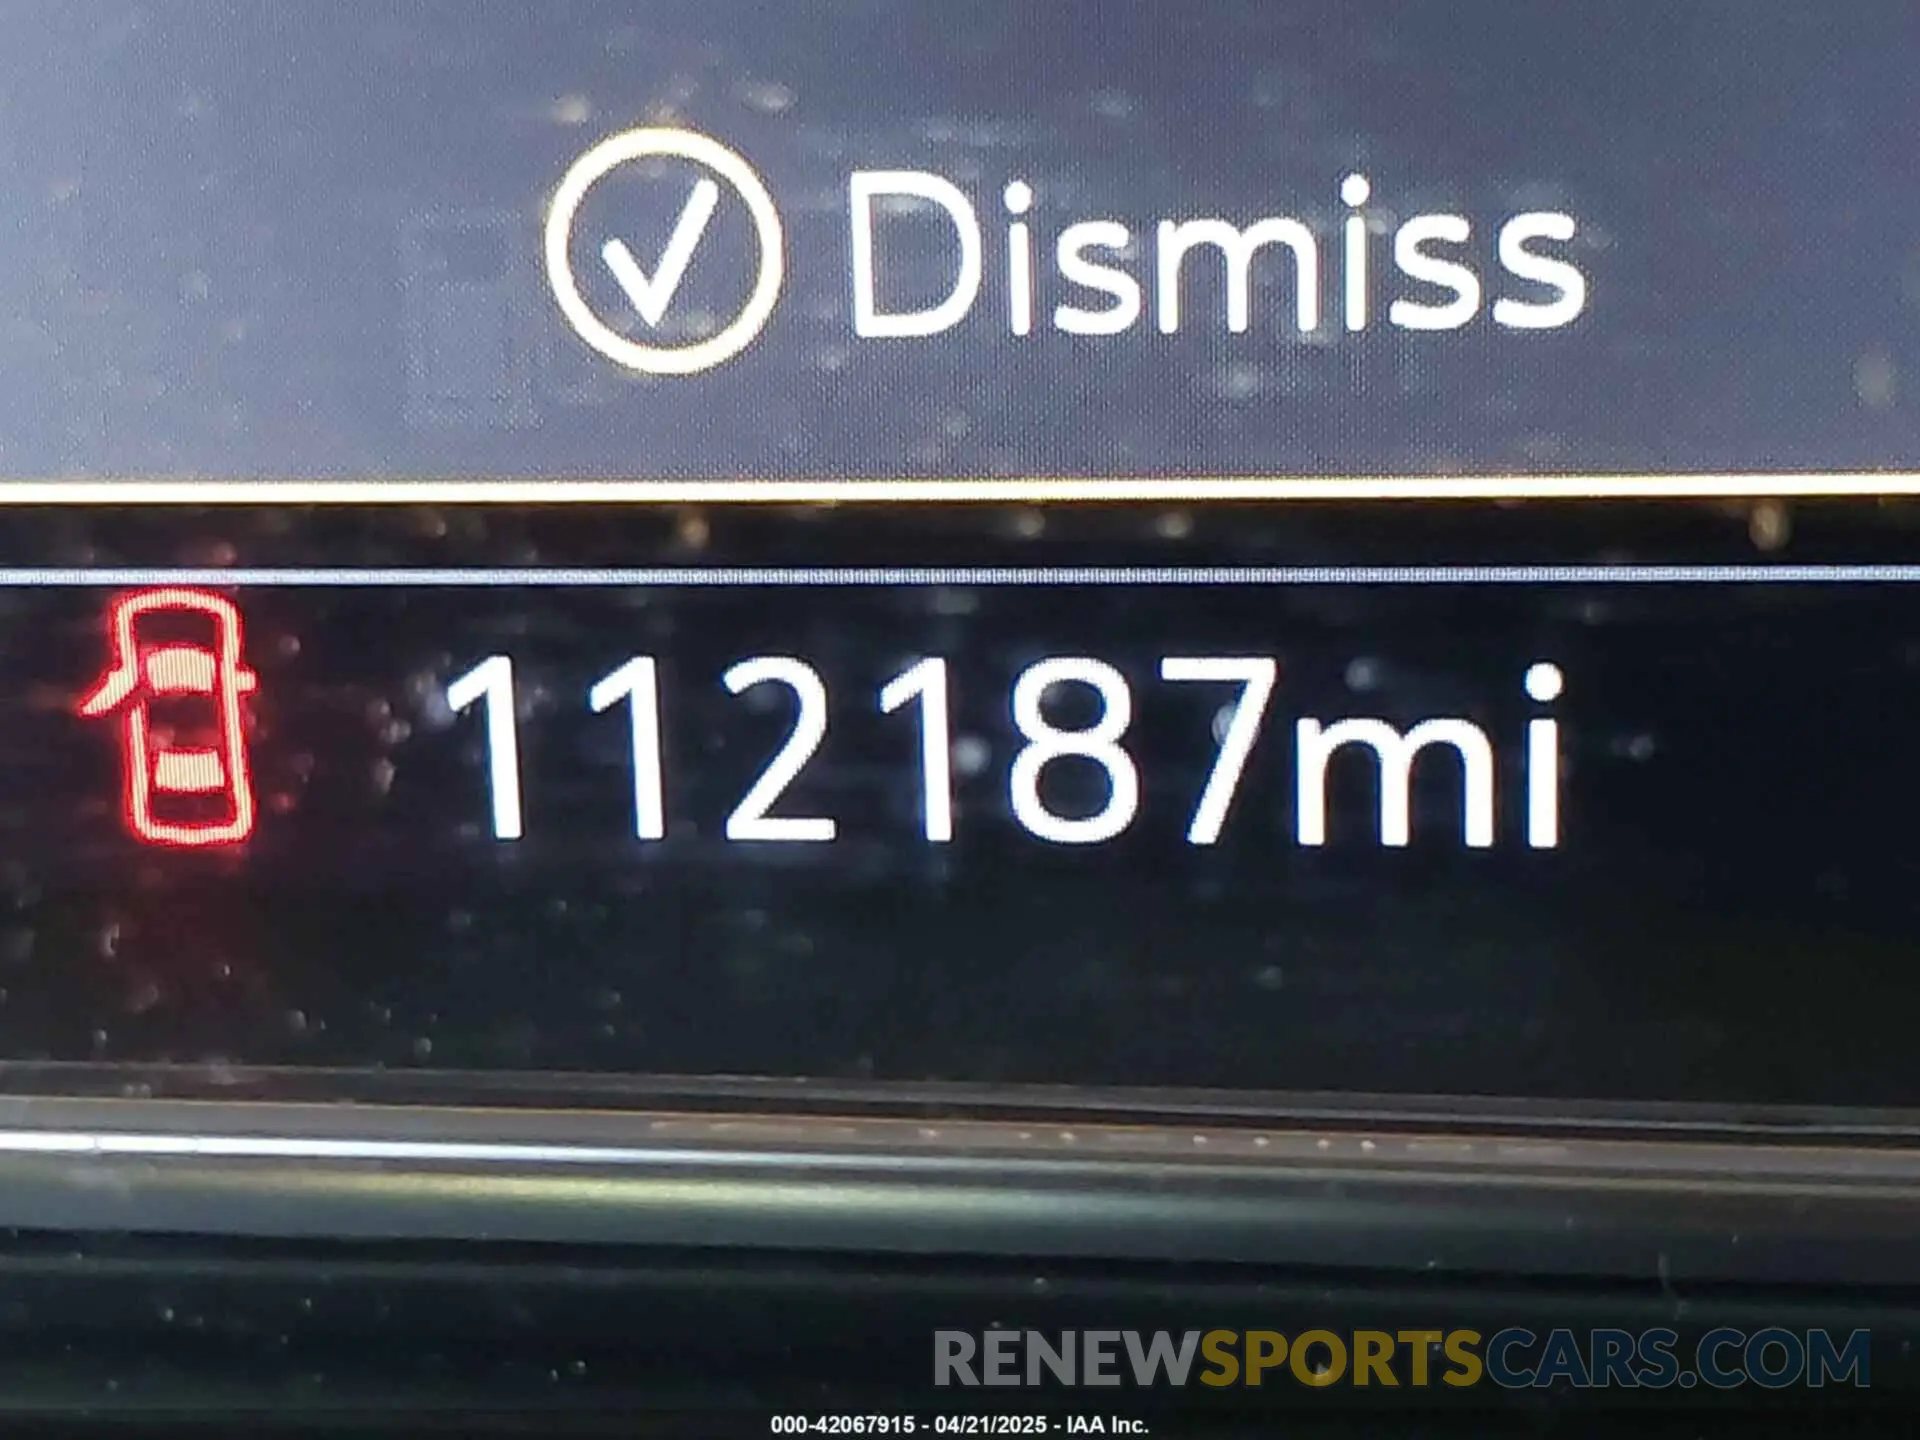 Dismiss
112187mi
RENEWSPORTSCARS.COM
000-42067915 - 04/21/2025 - IAA Inc.